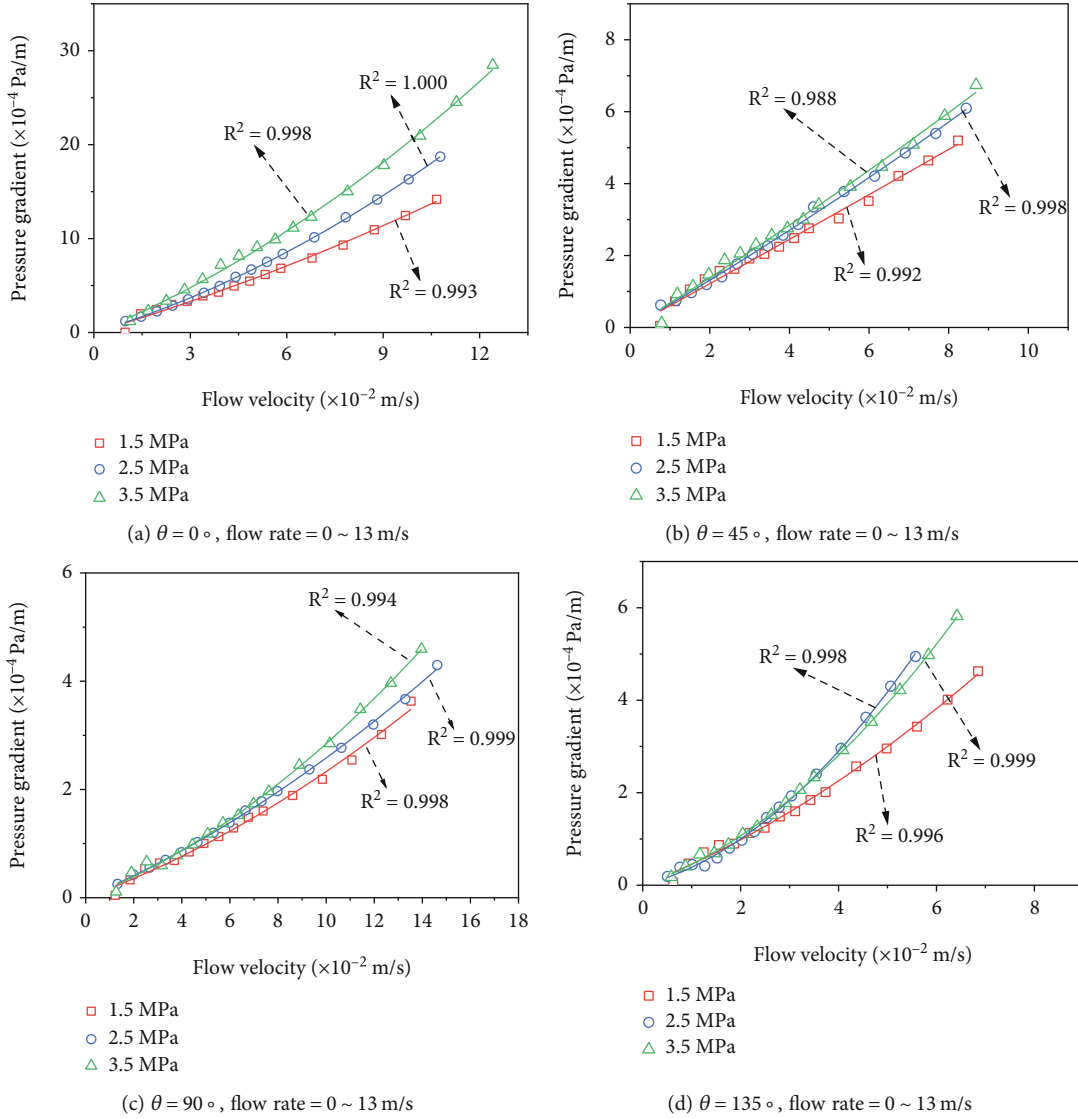 Pressure gradient (×10⁻⁴ Pa/m)
30
20
10
0
R² = 1.000
R² = 0.998
R² = 0.993
0 3 6 9 12
Flow velocity (×10⁻² m/s)
1.5 MPa
2.5 MPa
3.5 MPa
(a) θ = 0 ∘ , flow rate = 0 ~ 13 m/s
Pressure gradient (×10⁻⁴ Pa/m)
8
6
4
2
0
R² = 0.988
R² = 0.998
R² = 0.992
0 2 4 6 8 10
Flow velocity (×10⁻² m/s)
1.5 MPa
2.5 MPa
3.5 MPa
(b) θ = 45 ∘ , flow rate = 0 ~ 13 m/s
Pressure gradient (×10⁻⁴ Pa/m)
6
4
2
0
R² = 0.994
R² = 0.999
R² = 0.998
2 4 6 8 10 12 14 16 18
Flow velocity (×10⁻² m/s)
1.5 MPa
2.5 MPa
3.5 MPa
(c) θ = 90 ∘ , flow rate = 0 ~ 13 m/s
Pressure gradient (×10⁻⁴ Pa/m)
6
4
2
0
R² = 0.998
R² = 0.999
R² = 0.996
0 2 4 6 8
Flow velocity (×10⁻² m/s)
1.5 MPa
2.5 MPa
3.5 MPa
(d) θ = 135 ∘ , flow rate = 0 ~ 13 m/s